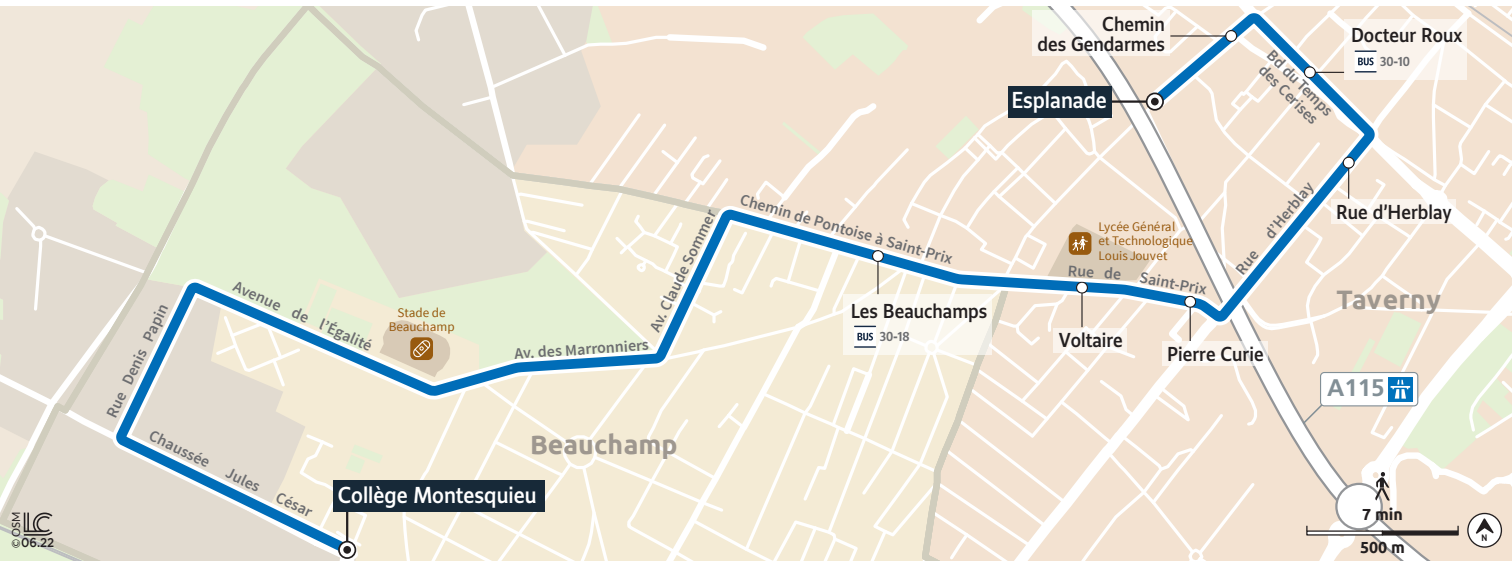 Chemin
des Gendarmes
Docteur Roux
BUS 30-10
Esplanade
Bd du Temps
des Cerises
Rue d'Herblay
Rue d'Herblay
Chemin de Pontoise à Saint-Prix
Av. Claude Sommer
Lycée Général
et Technologique
Louis Jouvet
Rue de Saint-Prix
Les Beauchamps
BUS 30-18
Voltaire
Pierre Curie
Taverny
A115
Avenue de l'Égalité
Stade de
Beauchamp
Av. des Marronniers
Rue Denis Papin
Chaussée Jules César
Beauchamp
Collège Montesquieu
© OSM
LC
06.22
7 min
500 m
N